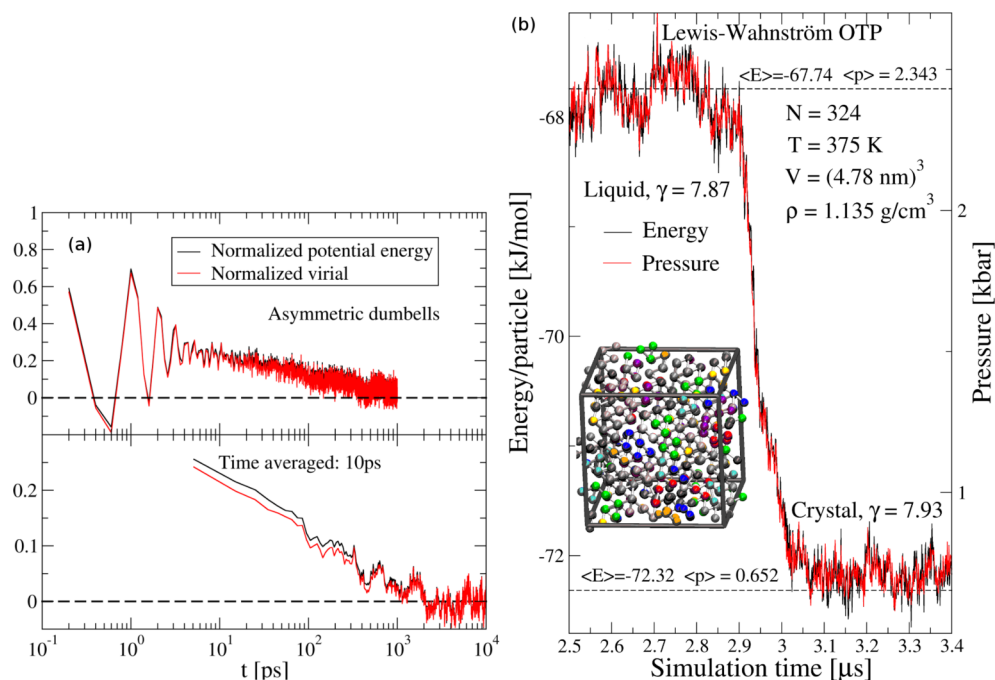 (a)
1
0.8
0.6
0.4
0.2
0
Normalized potential energy
Normalized virial
Asymmetric dumbells
Time averaged: 10ps
0.2
0.1
0
10^-1 10^0 10^1 10^2 10^3 10^4
t [ps]
(b)
Lewis-Wahnström OTP
<E>=-67.74 <p> = 2.343
N = 324
T = 375 K
V = (4.78 nm)^3
ρ = 1.135 g/cm^3
Liquid, γ = 7.87
Energy
Pressure
Crystal, γ = 7.93
<E>=-72.32 <p> = 0.652
-68
-70
-72
Energy/particle [kJ/mol]
2
1
Pressure [kbar]
2.5 2.6 2.7 2.8 2.9 3 3.1 3.2 3.3 3.4
Simulation time [μs]